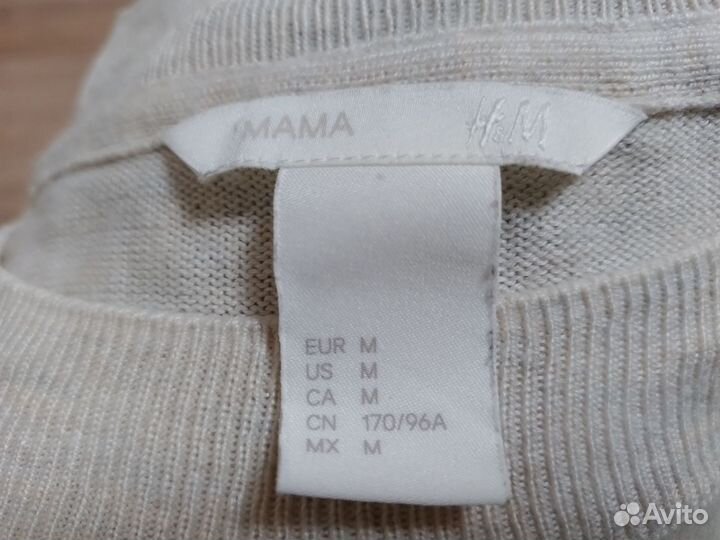 MAMA H&M
EUR M
US M
CA M
CN 170/96A
MX M
Avito